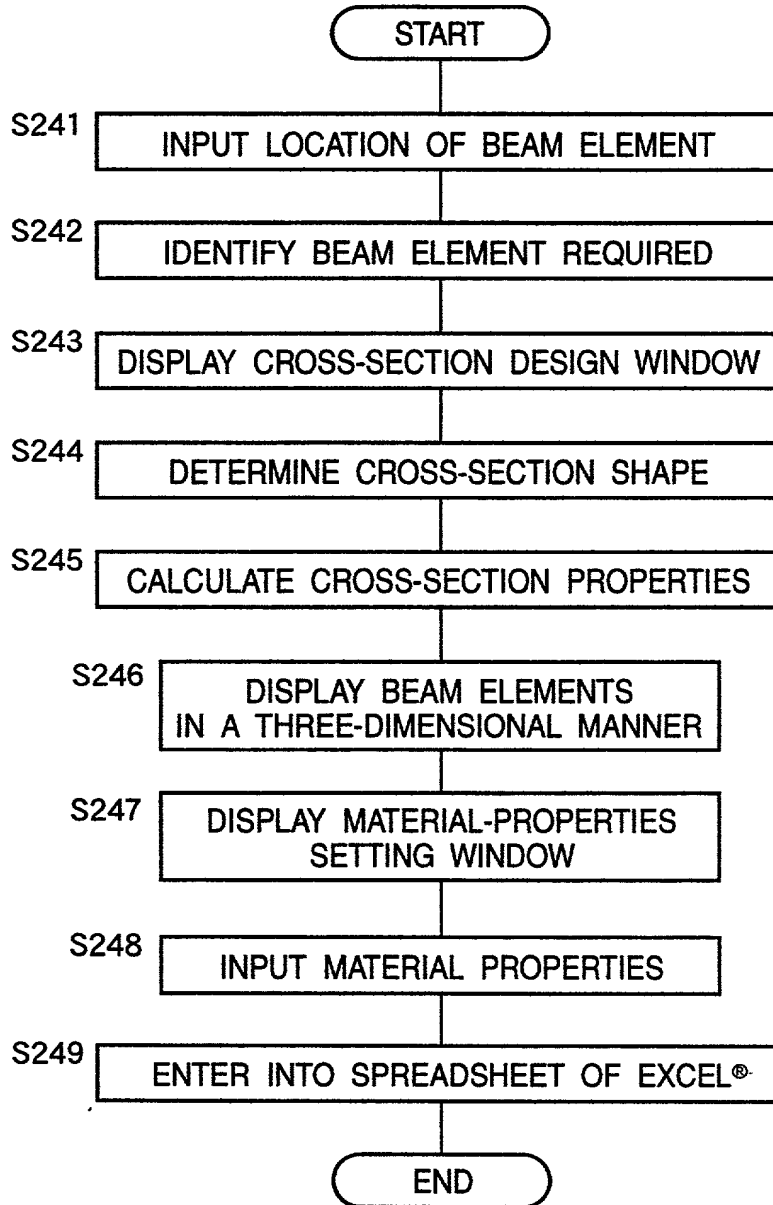 START
S241
INPUT LOCATION OF BEAM ELEMENT
S242
IDENTIFY BEAM ELEMENT REQUIRED
S243
DISPLAY CROSS-SECTION DESIGN WINDOW
S244
DETERMINE CROSS-SECTION SHAPE
S245
CALCULATE CROSS-SECTION PROPERTIES
S246
DISPLAY BEAM ELEMENTS
IN A THREE-DIMENSIONAL MANNER
S247
DISPLAY MATERIAL-PROPERTIES
SETTING WINDOW
S248
INPUT MATERIAL PROPERTIES
S249
ENTER INTO SPREADSHEET OF EXCEL®
END